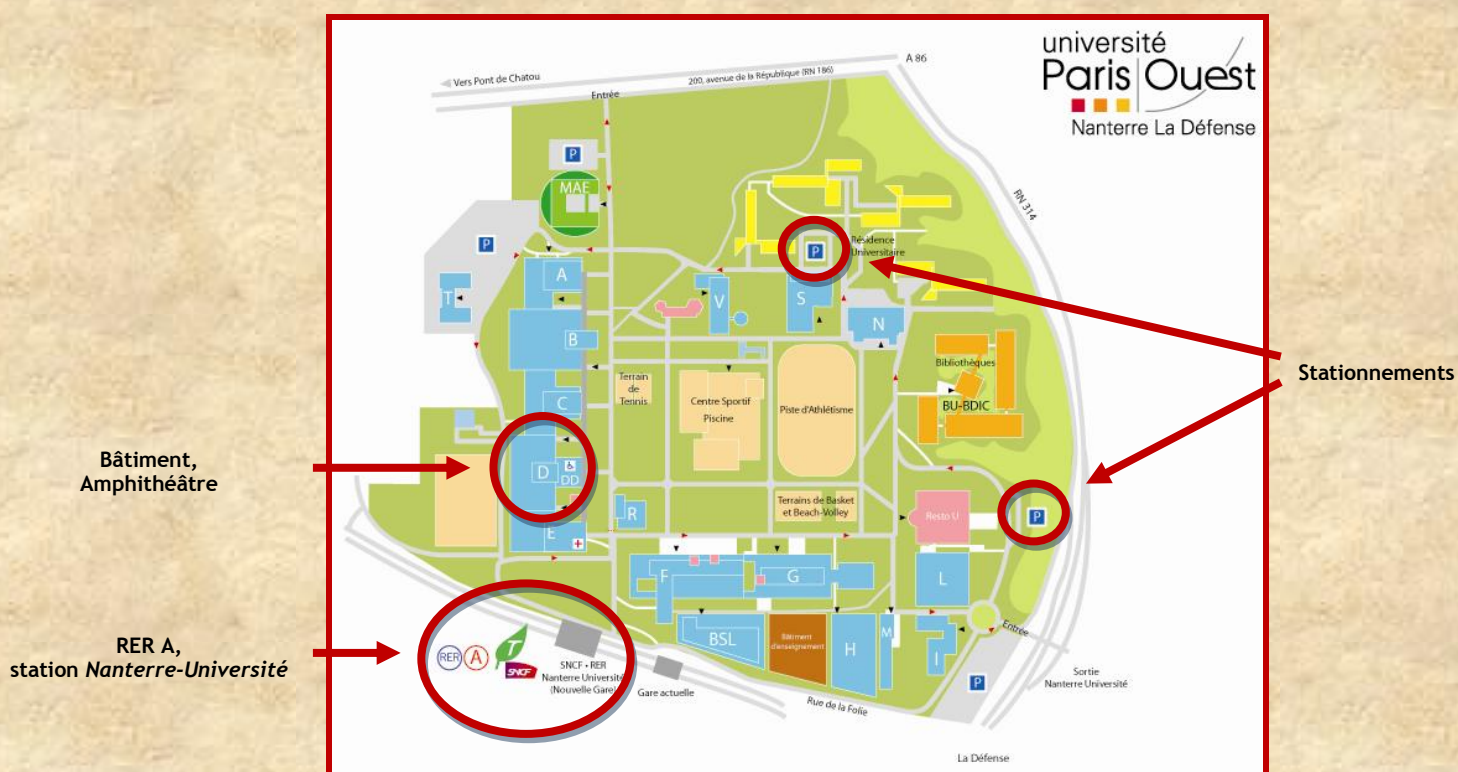 université
Paris Ouest
Nanterre La Défense
A 86
Vers Pont de Chatou
200, avenue de la République (RN 186)
Entrée
P
MAE
RN 314
P
P
Résidence
Universitaire
A
T
V
S
N
B
Bibliothèques
BU-BDIC
Terrain
de
Tennis
Centre Sportif
Piscine
Piste d'Athlétisme
C
Stationnements
Bâtiment,
Amphithéâtre
D
DD
Terrains de Basket
et Beach-Volley
R
Resto U
P
E
F
G
L
BSL
Bâtiment
d'enseignement
H
M
I
Entrée
RER A,
station Nanterre-Université
RER
A
T
SNCF
SNCF • RER
Nanterre Université
(Nouvelle Gare)
Gare actuelle
Rue de la Folie
P
Sortie
Nanterre Université
La Défense